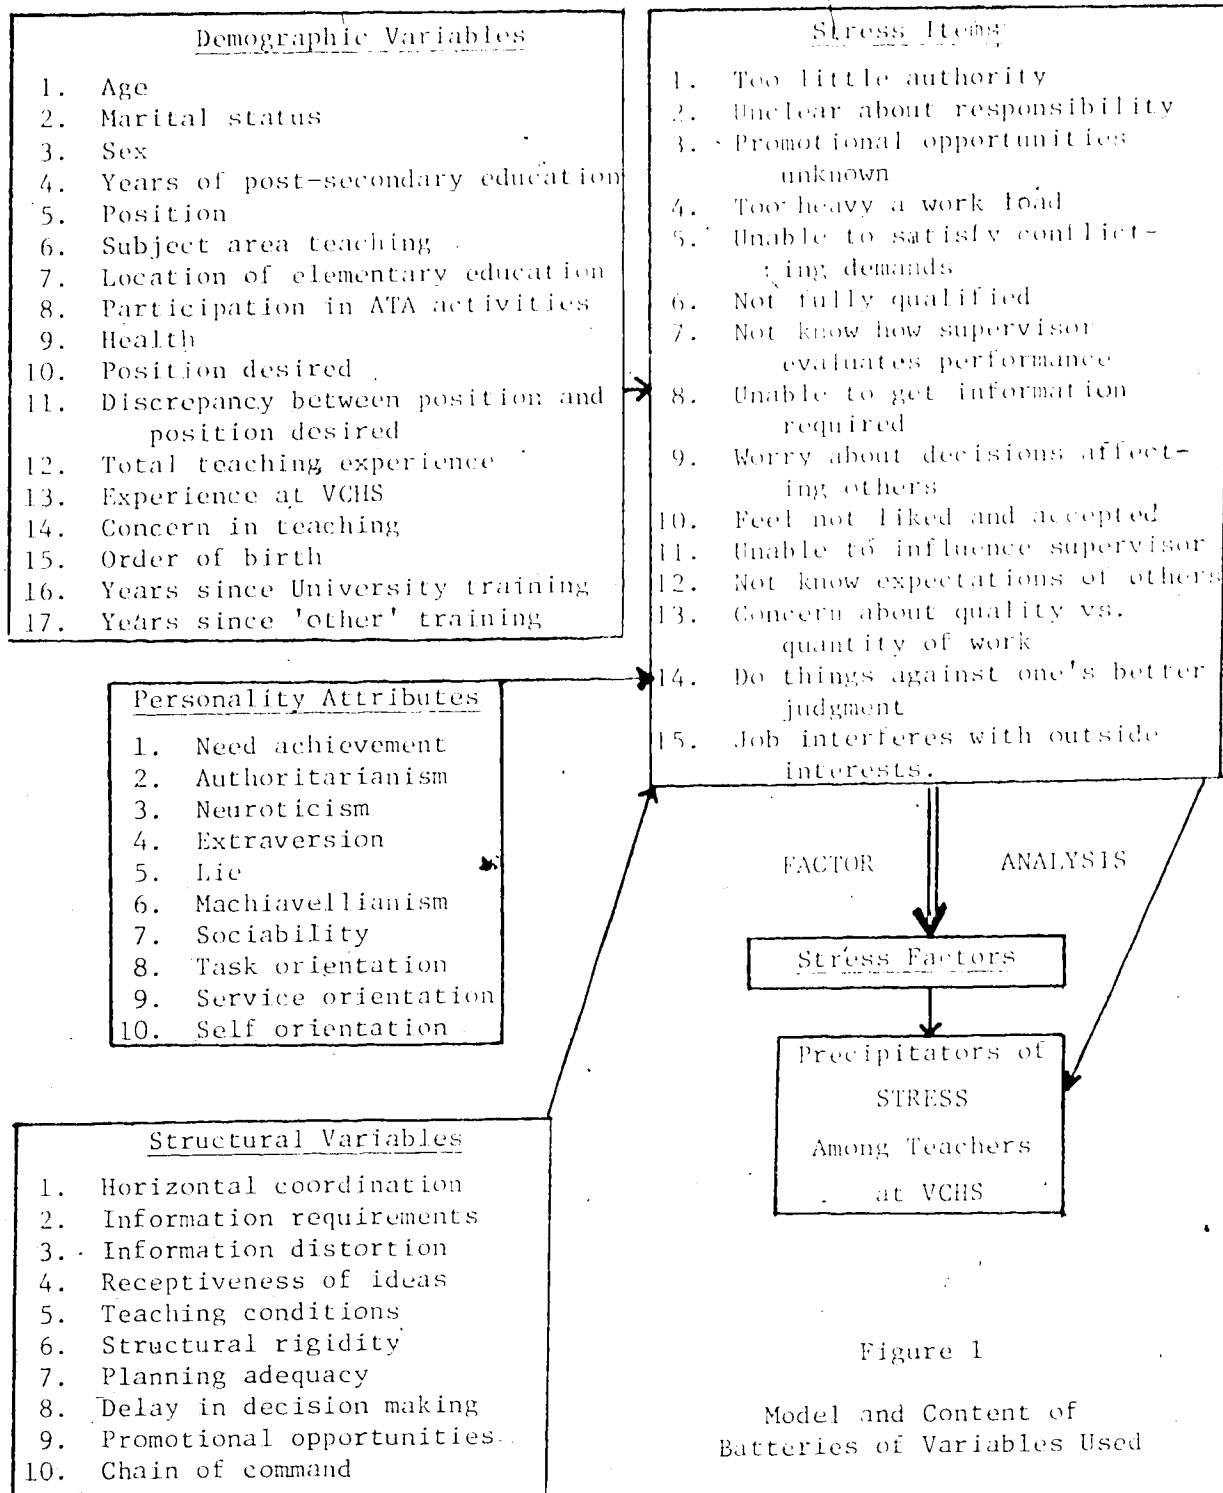 Demographic Variables
1. Age
2. Marital status
3. Sex
4. Years of post-secondary education
5. Position
6. Subject area teaching
7. Location of elementary education
8. Participation in ATA activities
9. Health
10. Position desired
11. Discrepancy between position and
position desired
12. Total teaching experience
13. Experience at VCHS
14. Concern in teaching
15. Order of birth
16. Years since University training
17. Years since 'other' training
Stress Items
1. Too little authority
2. Unclear about responsibility
3. Promotional opportunities
unknown
4. Too heavy a work load
5. Unable to satisfy conflict-
ing demands
6. Not fully qualified
7. Not know how supervisor
evaluates performance
8. Unable to get information
required
9. Worry about decisions affect-
ing others
10. Feel not liked and accepted
11. Unable to influence supervisor
12. Not know expectations of others
13. Concern about quality vs.
quantity of work
14. Do things against one's better
judgment
15. Job interferes with outside
interests.
Personality Attributes
1. Need achievement
2. Authoritarianism
3. Neuroticism
4. Extraversion
5. Lie
6. Machiavellianism
7. Sociability
8. Task orientation
9. Service orientation
10. Self orientation
FACTOR ANALYSIS
Stress Factors
Precipitators of
STRESS
Among Teachers
at VCHS
Structural Variables
1. Horizontal coordination
2. Information requirements
3. Information distortion
4. Receptiveness of ideas
5. Teaching conditions
6. Structural rigidity
7. Planning adequacy
8. Delay in decision making
9. Promotional opportunities
10. Chain of command
Figure 1
Model and Content of
Batteries of Variables Used